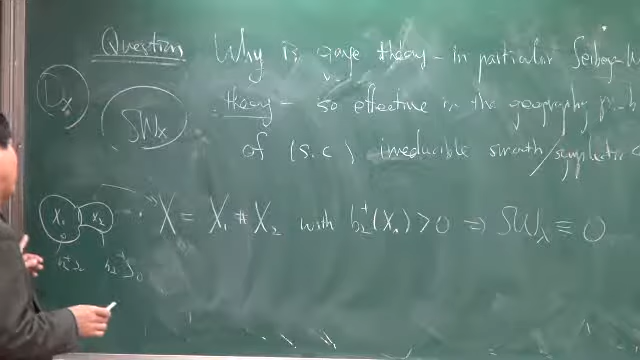 Question Why is gauge theory – in particular Seiberg-W
theory – so effective in the geography prob
of (s.c.) irreducible smooth/symplectic
D_X
SW_X
X_1 X_2 X = X_1 # X_2 with b_2^+(X_i) > 0 ⇒ SW_X ≡ 0